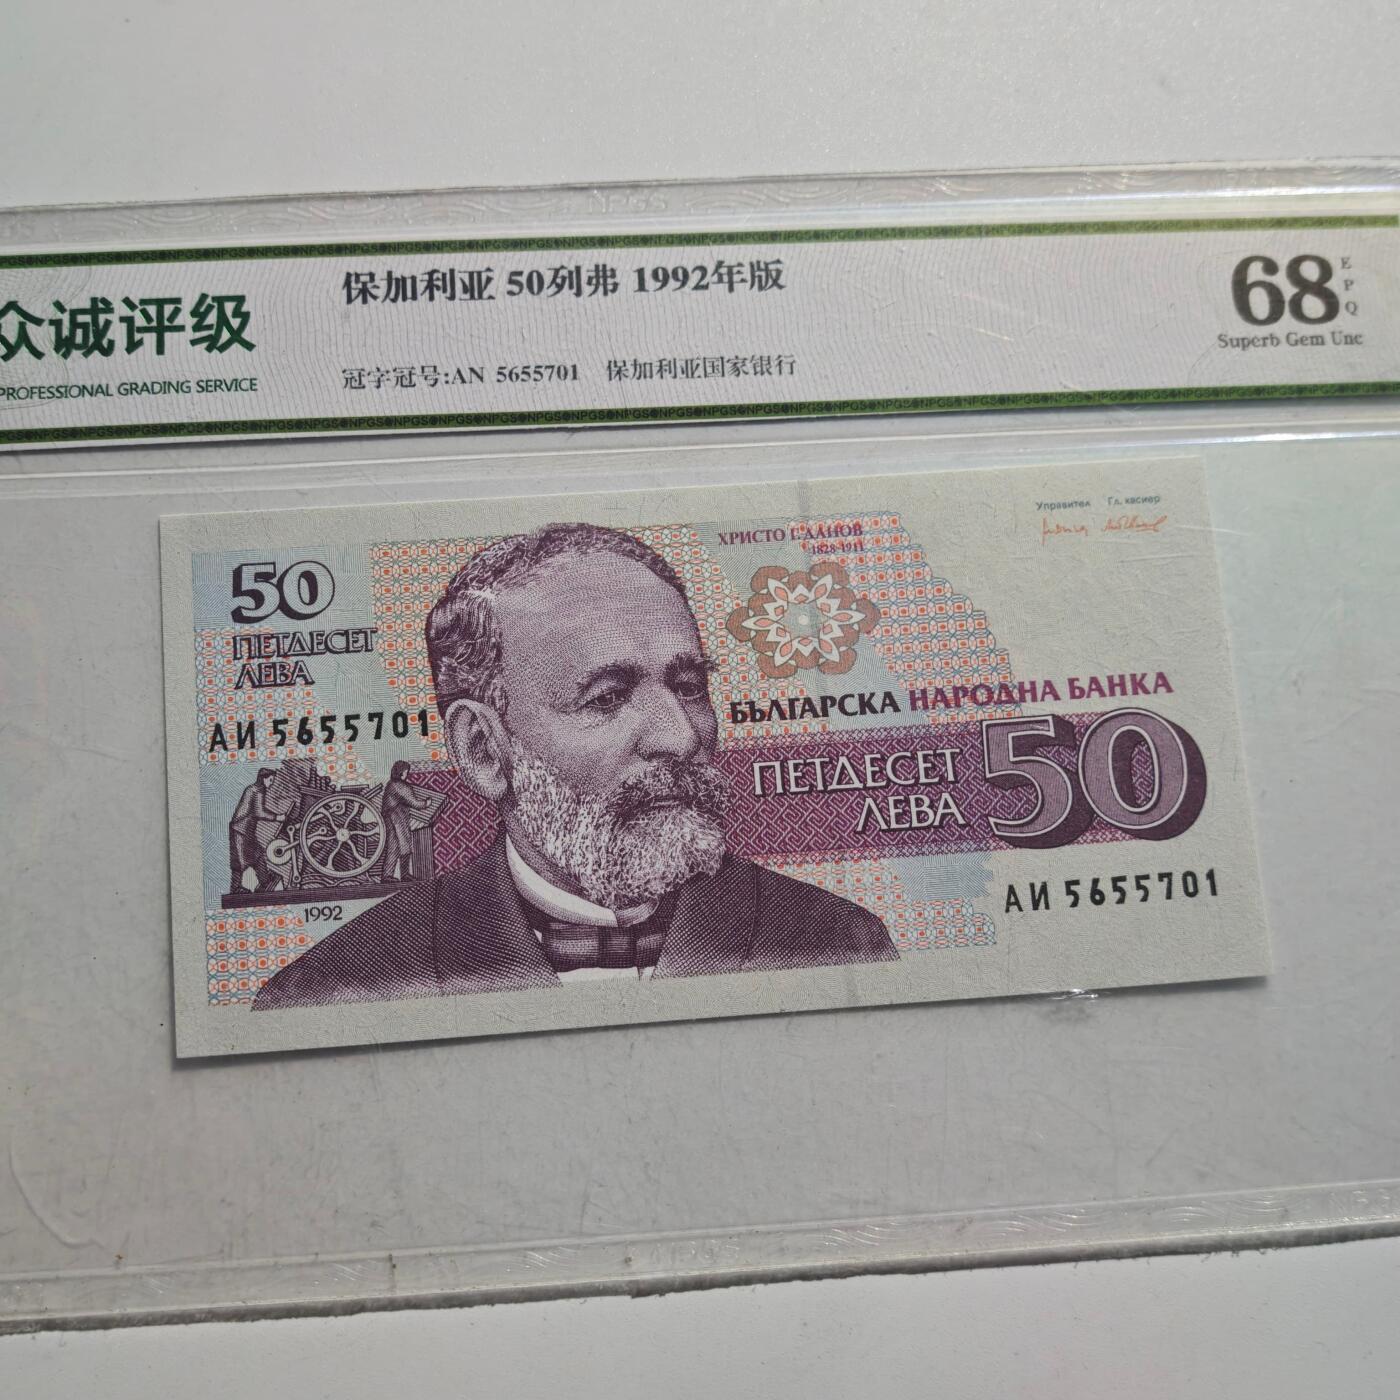 保加利亚 50列弗 1992年版
众诚评级
PROFESSIONAL GRADING SERVICE
冠字冠号:AN 5655701 保加利亚国家银行
68
EPQ
Superb Gem Unc
Управител Гл. касиер
ХРИСТО Г. ДАНОВ
1828-1911
50
ПЕТДЕСЕТ
ЛЕВА
АИ 5655701
БЪЛГАРСКА НАРОДНА БАНКА
ПЕТДЕСЕТ
ЛЕВА
50
1992
АИ 5655701